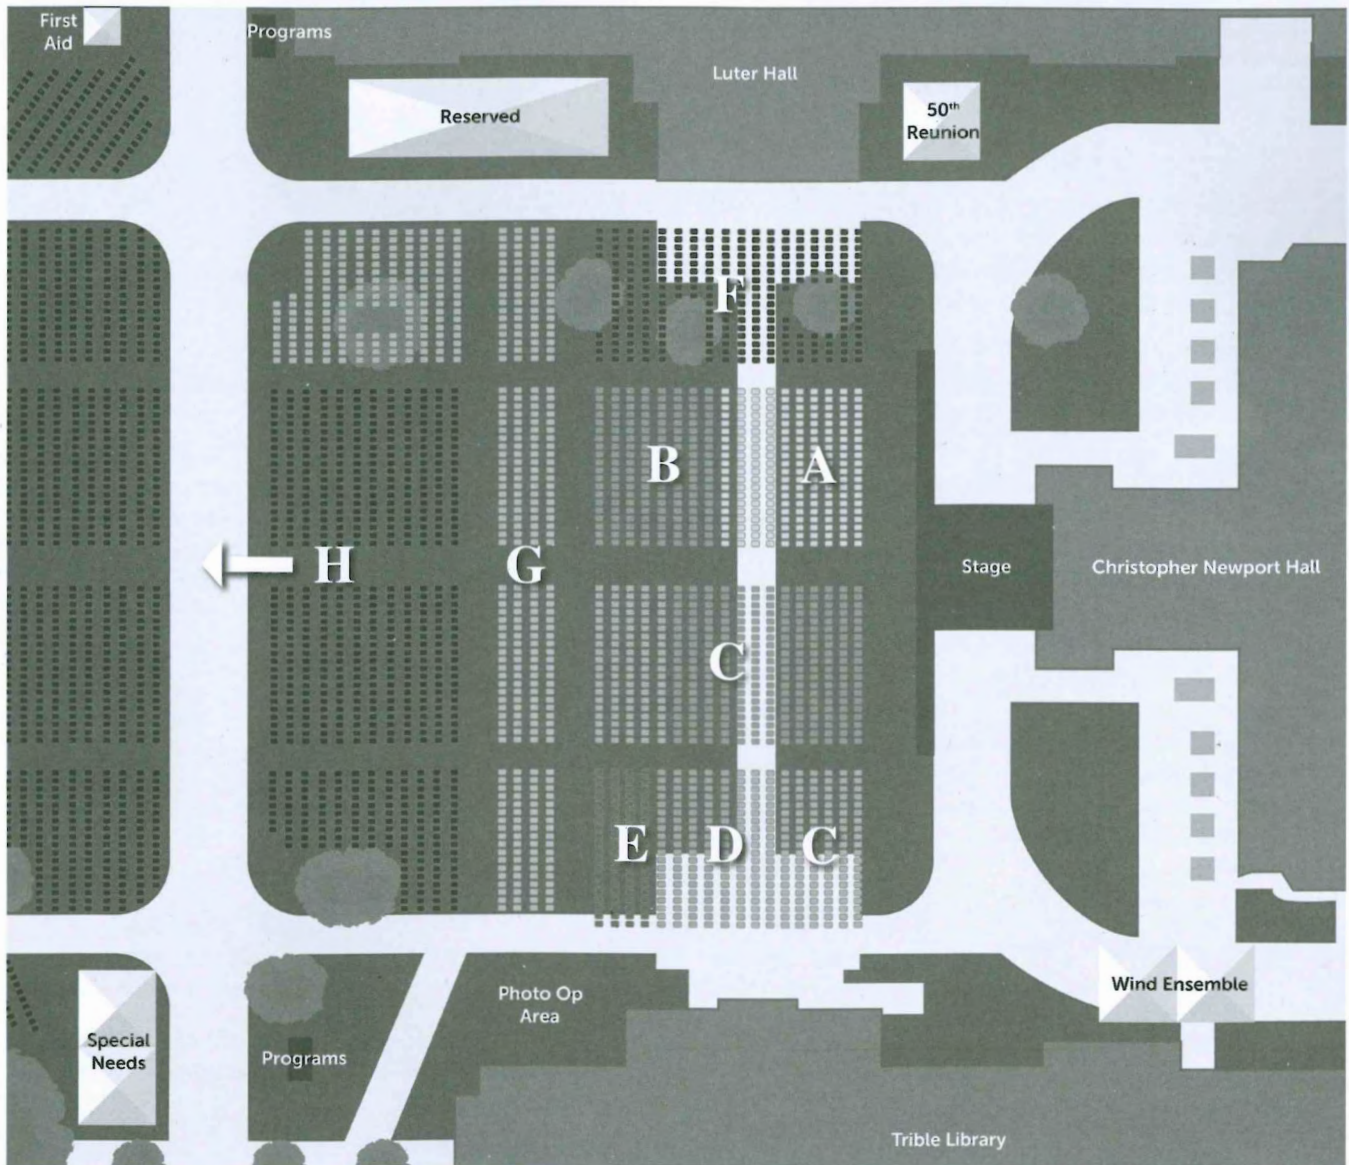 First
Aid
Programs
Luter Hall
Reserved
50th
Reunion
F
B
A
H
G
Stage
Christopher Newport Hall
C
E
D
C
Wind Ensemble
Photo Op
Area
Special
Needs
Programs
Trible Library